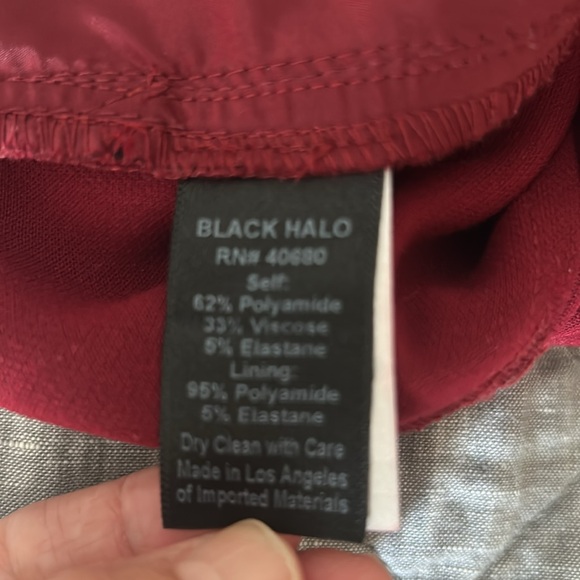 BLACK HALO
RN# 40680
Self:
62% Polyamide
33% Viscose
5% Elastane
Lining:
95% Polyamide
5% Elastane
Dry Clean with Care
Made in Los Angeles
of Imported Materials